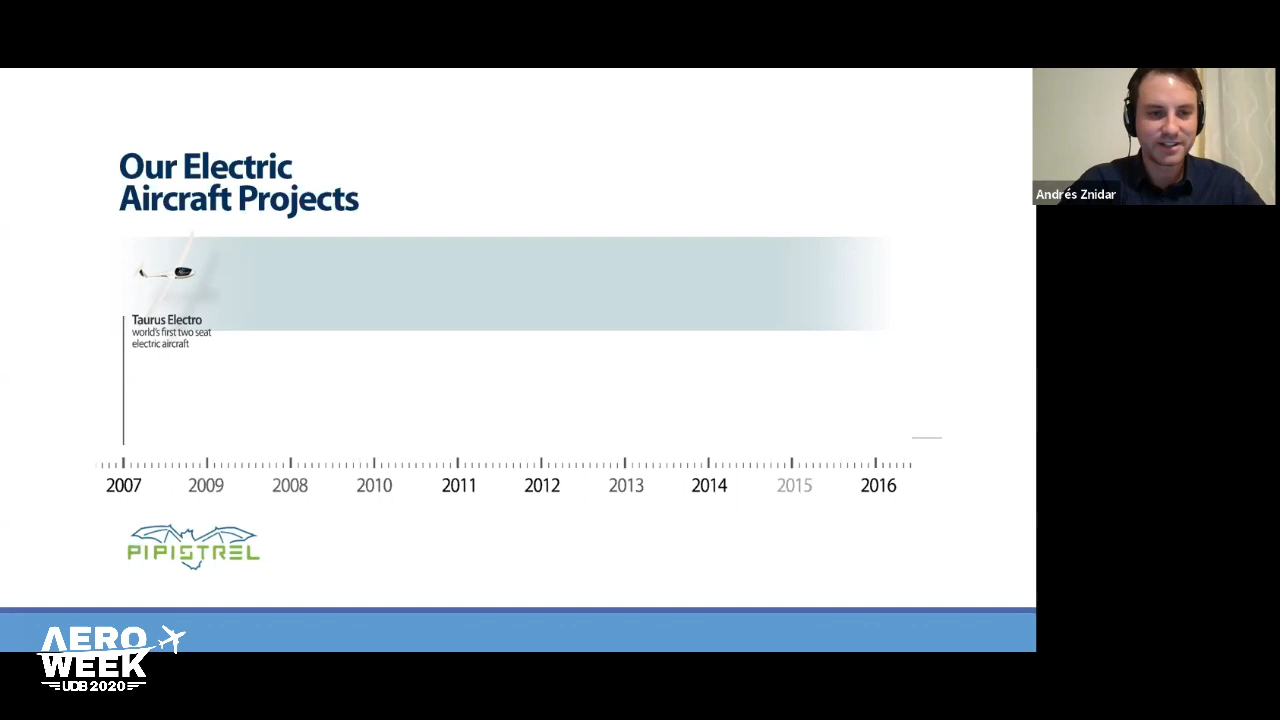 Our Electric
Aircraft Projects
Andrés Znidar
Taurus Electro
world's first two seat
electric aircraft
2007 2009 2008 2010 2011 2012 2013 2014 2015 2016
PIPISTREL
AERO
WEEK
UDB 2020